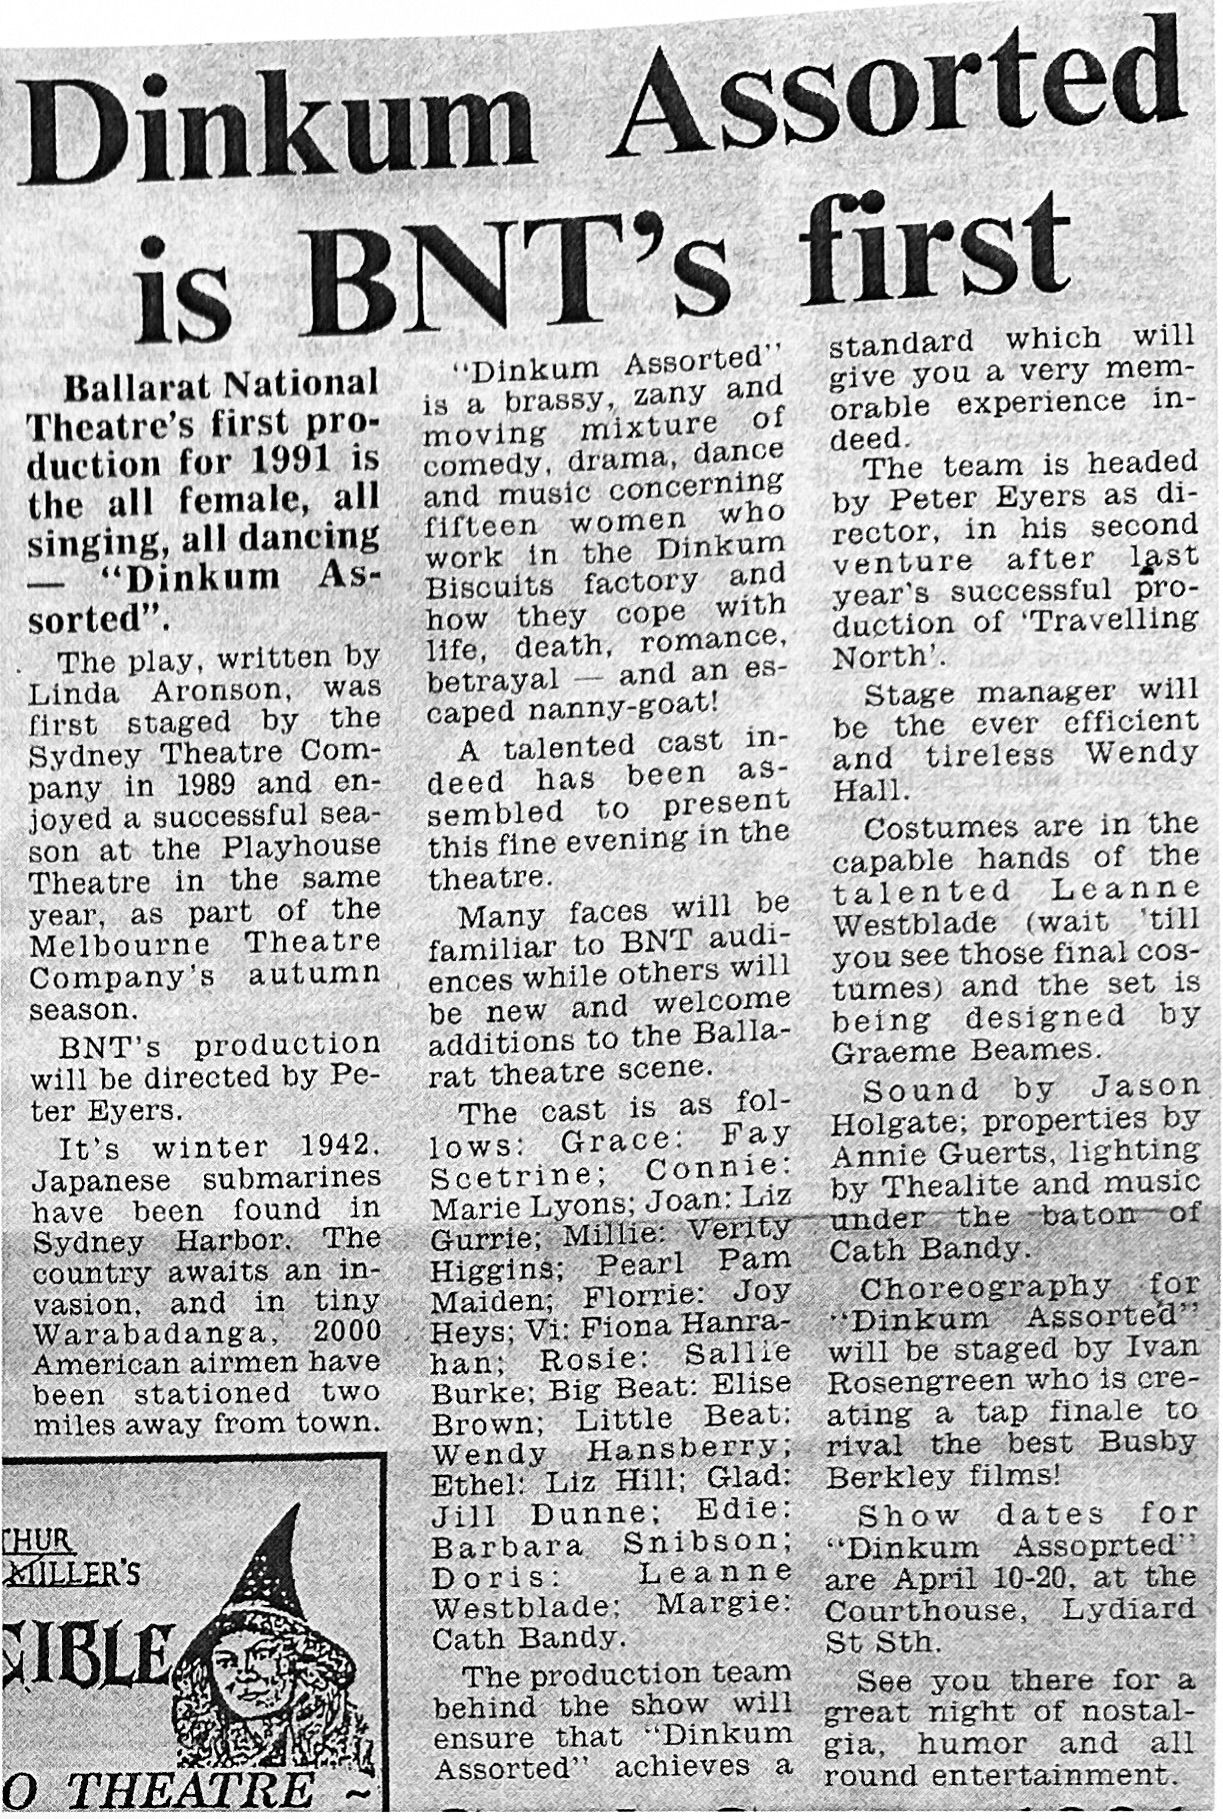 Dinkum Assorted
is BNT's first
Ballarat National
Theatre's first pro-
duction for 1991 is
the all female, all
singing, all dancing
— "Dinkum As-
sorted".
The play, written by
Linda Aronson, was
first staged by the
Sydney Theatre Com-
pany in 1989 and en-
joyed a successful sea-
son at the Playhouse
Theatre in the same
year, as part of the
Melbourne Theatre
Company's autumn
season.
BNT's production
will be directed by Pe-
ter Eyers.
It's winter 1942.
Japanese submarines
have been found in
Sydney Harbor. The
country awaits an in-
vasion, and in tiny
Warabadanga, 2000
American airmen have
been stationed two
miles away from town.
THUR
MILLER'S
CIBLE
O THEATRE ~
"Dinkum Assorted"
is a brassy, zany and
moving mixture of
comedy, drama, dance
and music concerning
fifteen women who
work in the Dinkum
Biscuits factory and
how they cope with
life, death, romance,
betrayal — and an es-
caped nanny-goat!
A talented cast in-
deed has been as-
sembled to present
this fine evening in the
theatre.
Many faces will be
familiar to BNT audi-
ences while others will
be new and welcome
additions to the Balla-
rat theatre scene.
The cast is as fol-
lows: Grace: Fay
Scetrine; Connie:
Marie Lyons; Joan: Liz
Gurrie; Millie: Verity
Higgins; Pearl Pam
Maiden; Florrie: Joy
Heys; Vi: Fiona Hanra-
han; Rosie: Sallie
Burke; Big Beat: Elise
Brown; Little Beat:
Wendy Hansberry;
Ethel: Liz Hill; Glad:
Jill Dunne; Edie:
Barbara Snibson;
Doris: Leanne
Westblade; Margie:
Cath Bandy.
The production team
behind the show will
ensure that "Dinkum
Assorted" achieves a
standard which will
give you a very mem-
orable experience in-
deed.
The team is headed
by Peter Eyers as di-
rector, in his second
venture after last
year's successful pro-
duction of 'Travelling
North'.
Stage manager will
be the ever efficient
and tireless Wendy
Hall.
Costumes are in the
capable hands of the
talented Leanne
Westblade (wait 'till
you see those final cos-
tumes) and the set is
being designed by
Graeme Beames.
Sound by Jason
Holgate; properties by
Annie Guerts, lighting
by Thealite and music
under the baton of
Cath Bandy.
Choreography for
"Dinkum Assorted"
will be staged by Ivan
Rosengreen who is cre-
ating a tap finale to
rival the best Busby
Berkley films!
Show dates for
"Dinkum Assoprted"
are April 10-20, at the
Courthouse, Lydiard
St Sth.
See you there for a
great night of nostal-
gia, humor and all
round entertainment.